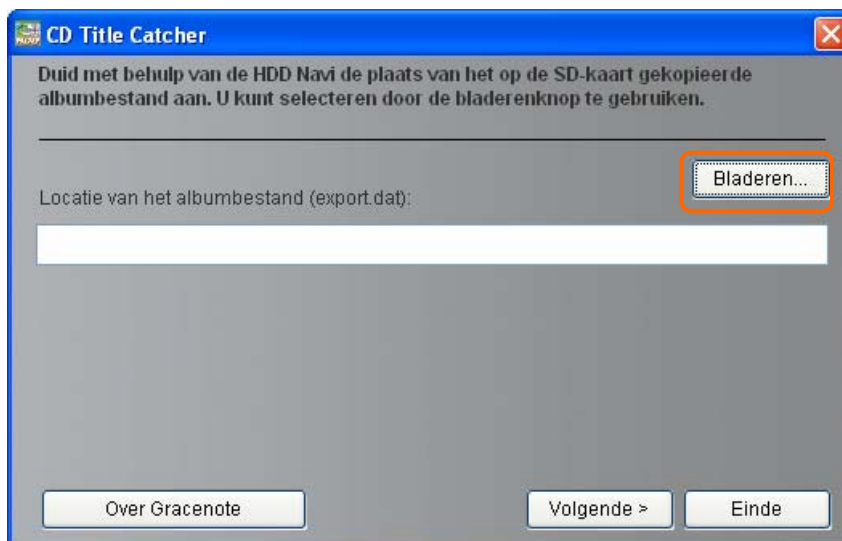 CD Title Catcher
Duid met behulp van de HDD Navi de plaats van het op de SD-kaart gekopieerde
albumbestand aan. U kunt selecteren door de bladerenknop te gebruiken.
Bladeren...
Locatie van het albumbestand (export.dat):
Over Gracenote
Volgende >
Einde